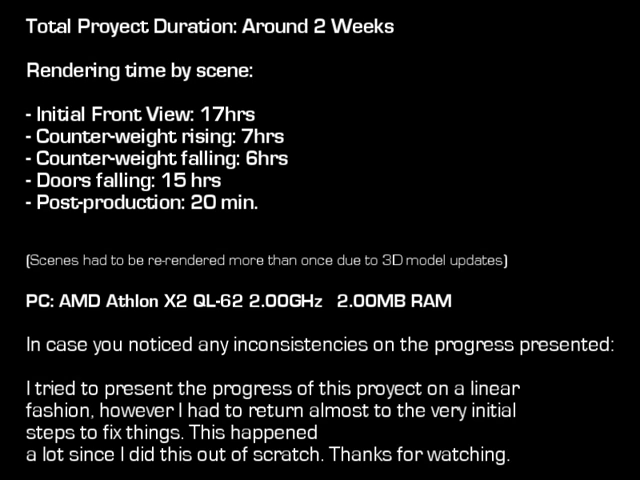 Total Proyect Duration: Around 2 Weeks
Rendering time by scene:
- Initial Front View: 17hrs
- Counter-weight rising: 7hrs
- Counter-weight falling: 6hrs
- Doors falling: 15 hrs
- Post-production: 20 min.
(Scenes had to be re-rendered more than once due to 3D model updates)
PC: AMD Athlon X2 QL-62 2.00GHz   2.00MB RAM
In case you noticed any inconsistencies on the progress presented:
I tried to present the progress of this proyect on a linear
fashion, however I had to return almost to the very initial
steps to fix things. This happened
a lot since I did this out of scratch. Thanks for watching.